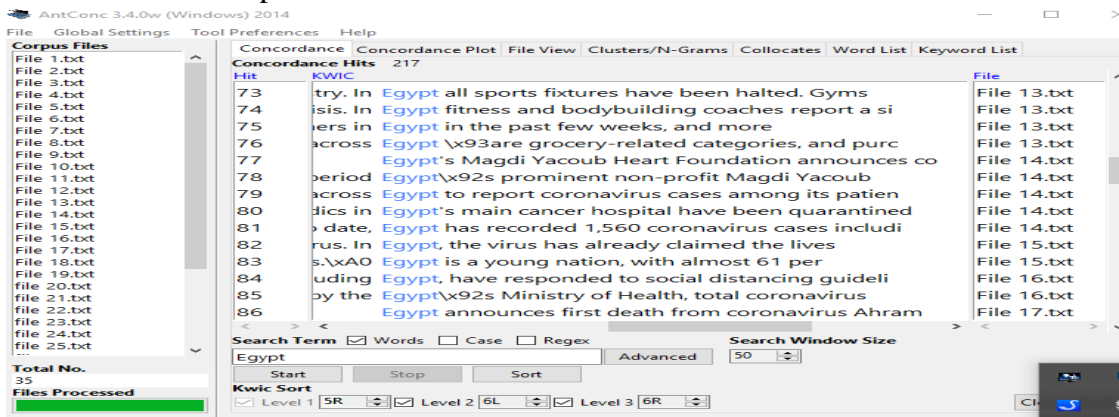 AntConc 3.4.0w (Windows) 2014
File Global Settings Tool Preferences Help
Corpus Files
File 1.txt
File 2.txt
File 3.txt
File 4.txt
File 5.txt
File 6.txt
File 7.txt
File 8.txt
File 9.txt
File 10.txt
File 11.txt
File 12.txt
File 13.txt
File 14.txt
File 15.txt
File 16.txt
File 17.txt
File 18.txt
File 19.txt
file 20.txt
file 21.txt
file 22.txt
file 23.txt
file 24.txt
file 25.txt
Total No.
35
Files Processed
Concordance Concordance Plot File View Clusters/N-Grams Collocates Word List Keyword List
Concordance Hits 217
Hit KWIC File
73 try. In Egypt all sports fixtures have been halted. Gyms File 13.txt
74 isis. In Egypt fitness and bodybuilding coaches report a si File 13.txt
75 ers in Egypt in the past few weeks, and more File 13.txt
76 across Egypt \x93are grocery-related categories, and purc File 13.txt
77 Egypt's Magdi Yacoub Heart Foundation announces co File 14.txt
78 period Egypt\x92s prominent non-profit Magdi Yacoub File 14.txt
79 across Egypt to report coronavirus cases among its patien File 14.txt
80 dics in Egypt's main cancer hospital have been quarantined File 14.txt
81 date, Egypt has recorded 1,560 coronavirus cases includi File 14.txt
82 rus. In Egypt, the virus has already claimed the lives File 15.txt
83 s.\xA0 Egypt is a young nation, with almost 61 per File 15.txt
84 uding Egypt, have responded to social distancing guideli File 16.txt
85 by the Egypt\x92s Ministry of Health, total coronavirus File 16.txt
86 Egypt announces first death from coronavirus Ahram File 17.txt
Search Term Words Case Regex Search Window Size
Egypt Advanced 50
Start Stop Sort
Kwic Sort
Level 1 5R Level 2 6L Level 3 6R